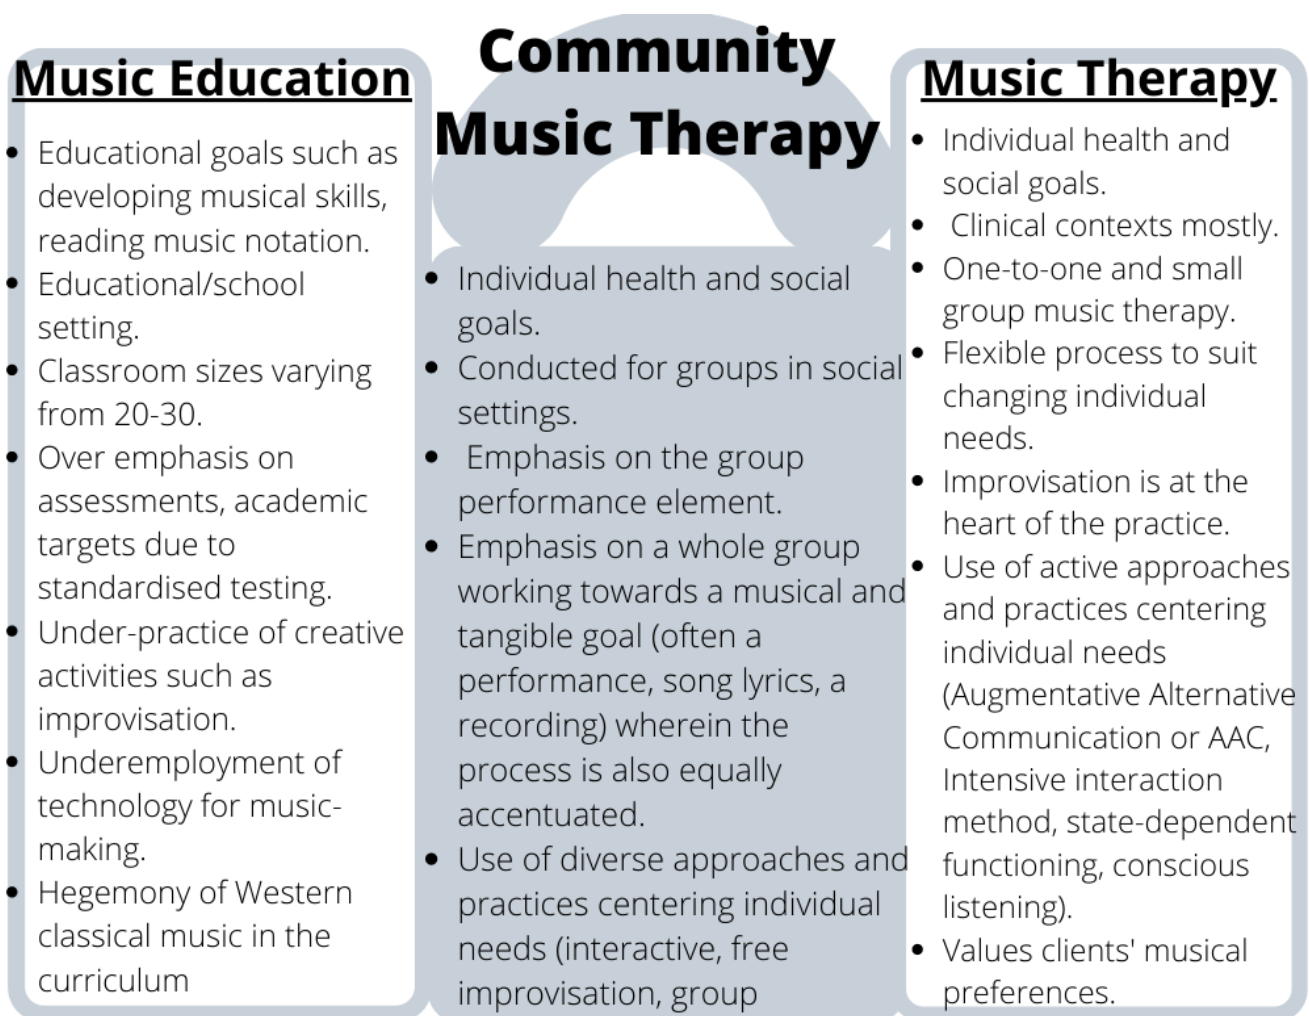 Music Education
• Educational goals such as
developing musical skills,
reading music notation.
• Educational/school
setting.
• Classroom sizes varying
from 20-30.
• Over emphasis on
assessments, academic
targets due to
standardised testing.
• Under-practice of creative
activities such as
improvisation.
• Underemployment of
technology for music-
making.
• Hegemony of Western
classical music in the
curriculum
Community
Music Therapy
• Individual health and social
goals.
• Conducted for groups in social
settings.
• Emphasis on the group
performance element.
• Emphasis on a whole group
working towards a musical and
tangible goal (often a
performance, song lyrics, a
recording) wherein the
process is also equally
accentuated.
• Use of diverse approaches and
practices centering individual
needs (interactive, free
improvisation, group
Music Therapy
• Individual health and
social goals.
• Clinical contexts mostly.
• One-to-one and small
group music therapy.
• Flexible process to suit
changing individual
needs.
• Improvisation is at the
heart of the practice.
• Use of active approaches
and practices centering
individual needs
(Augmentative Alternative
Communication or AAC,
Intensive interaction
method, state-dependent
functioning, conscious
listening).
• Values clients' musical
preferences.